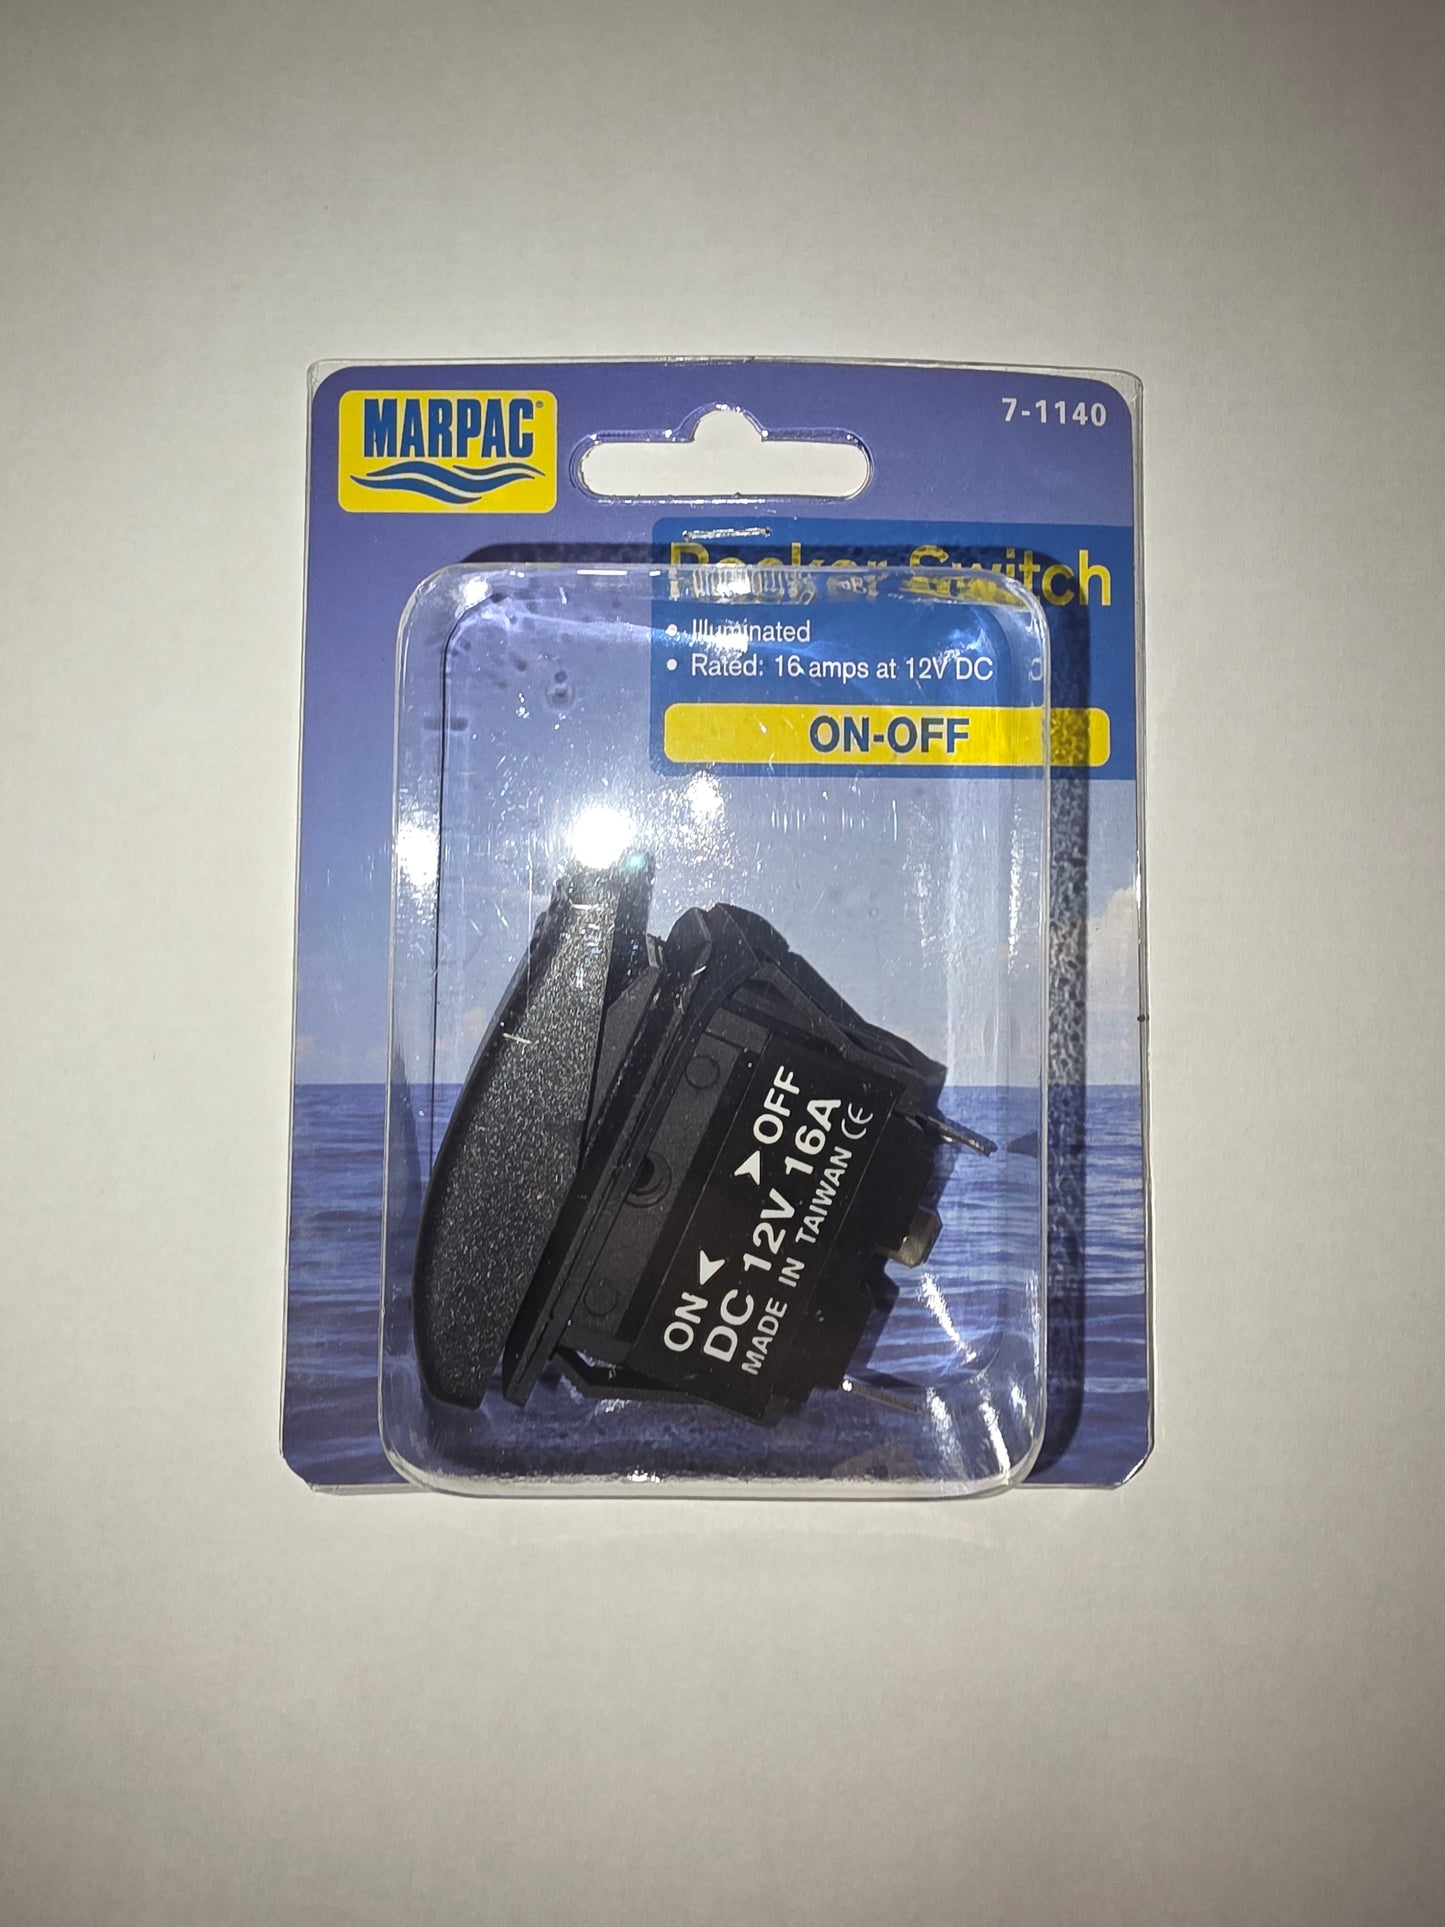 MARPAC®
7-1140
Rocker Switch
• Illuminated
• Rated: 16 amps at 12V DC
ON-OFF
ON ◀ ▶ OFF
DC 12V 16A
MADE IN TAIWAN CE